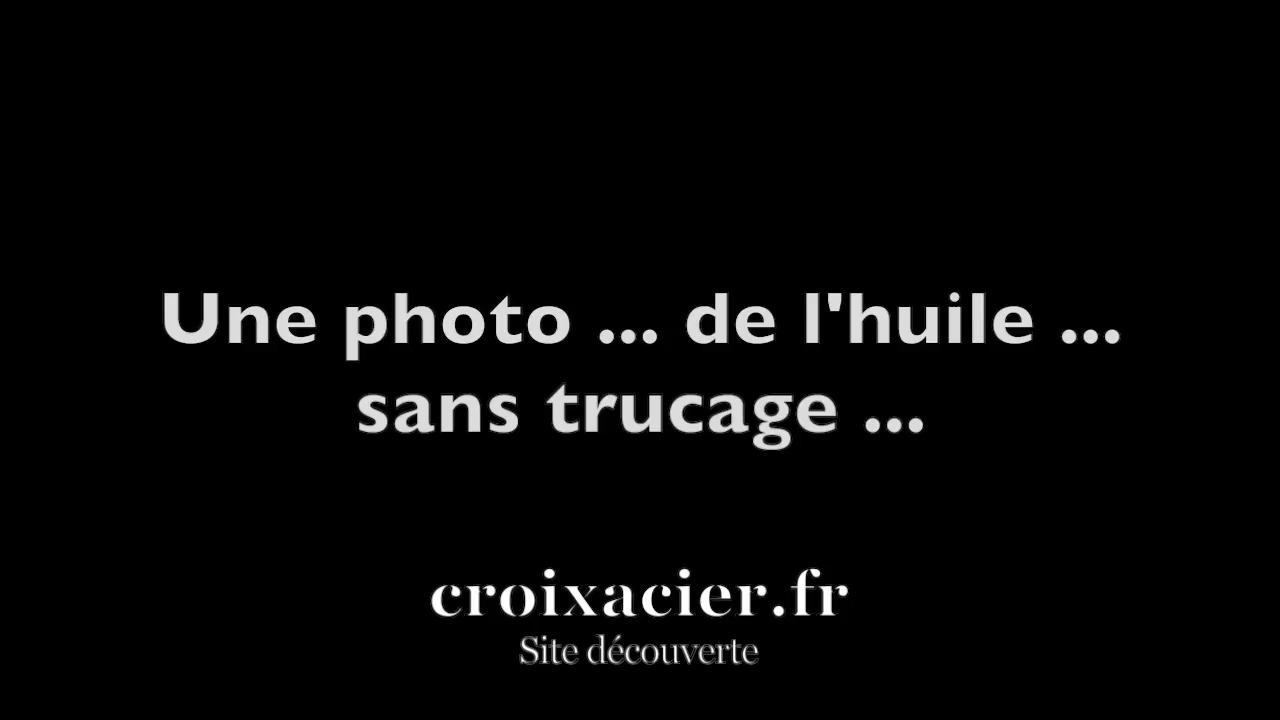 Une photo ... de l'huile ...
sans trucage ...
croixacier.fr
Site découverte